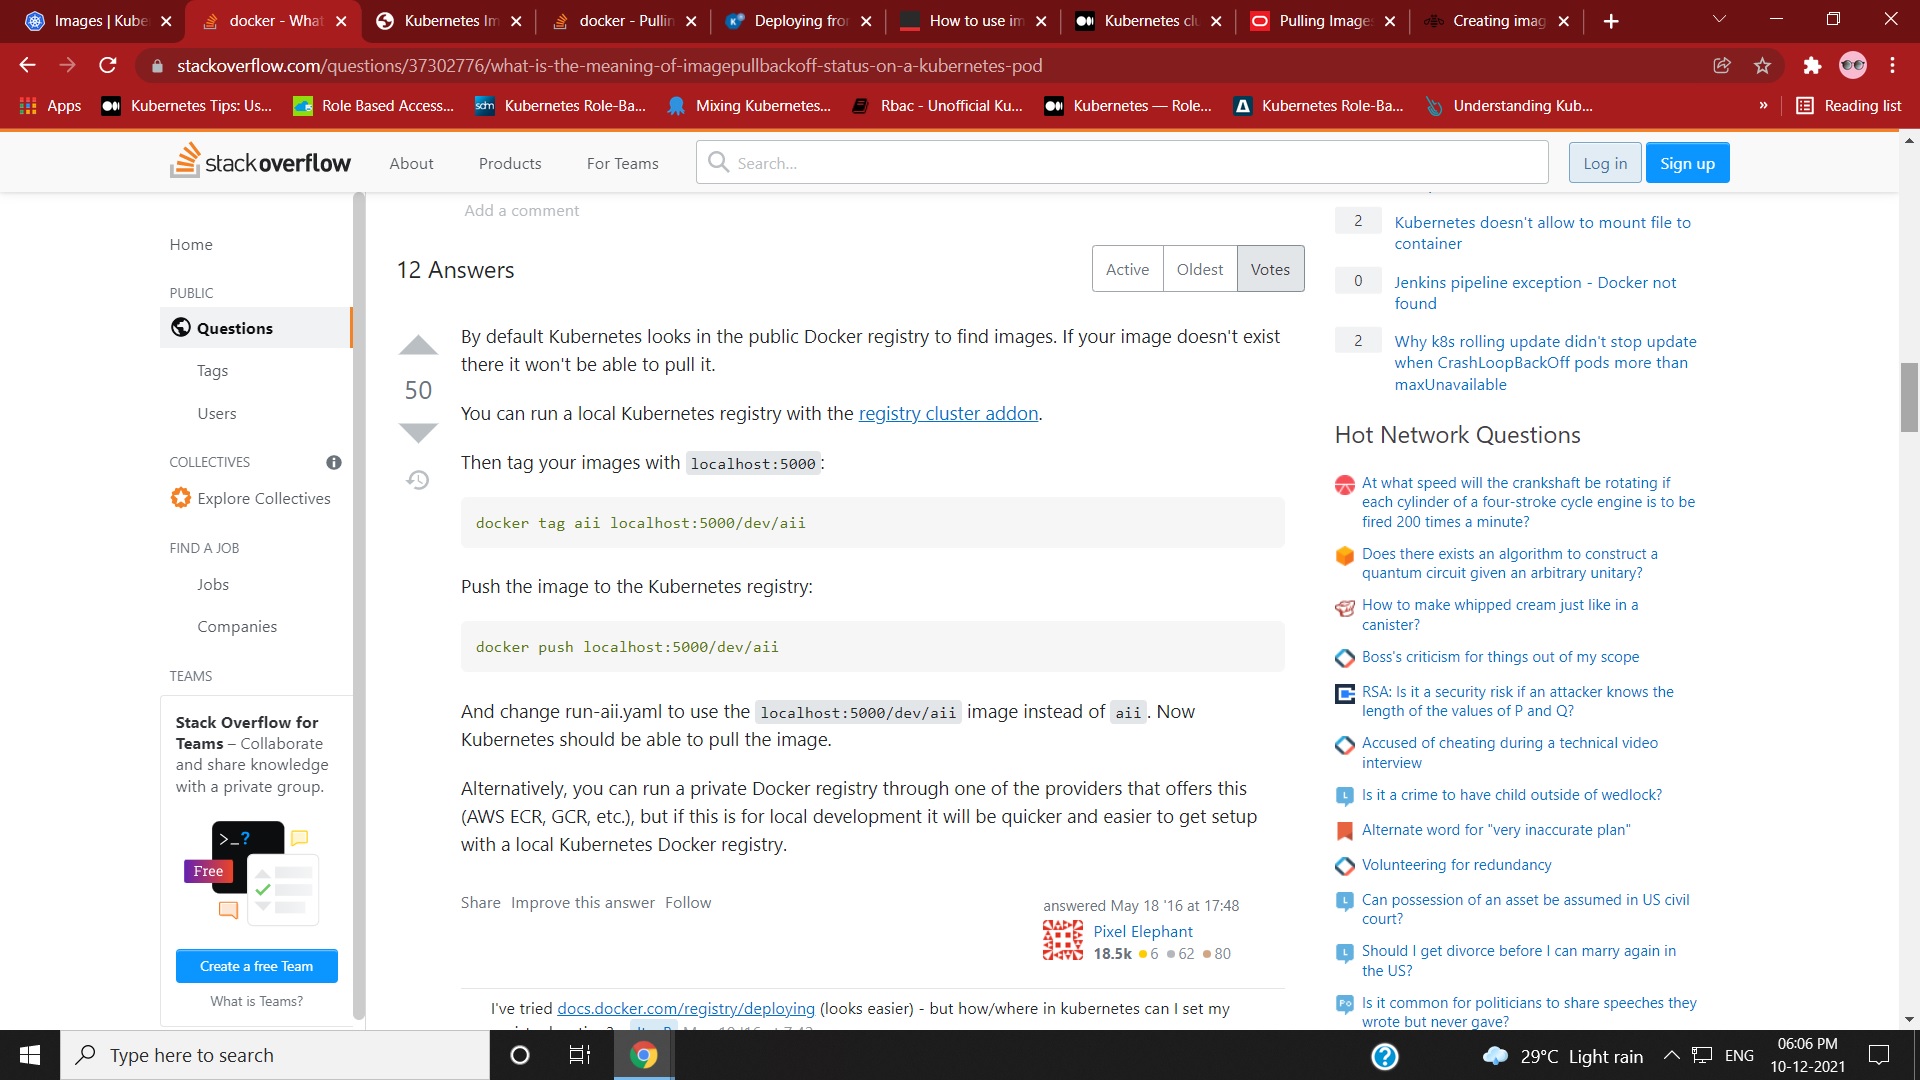 Images | Kube
docker - What
Kubernetes Im
docker - Pullin
Deploying fror
How to use im
Kubernetes clu
Pulling Image
Creating imag
stackoverflow.com/questions/37302776/what-is-the-meaning-of-imagepullbackoff-status-on-a-kubernetes-pod
Apps
Kubernetes Tips: Us...
Role Based Access...
sdm
Kubernetes Role-Ba...
Mixing Kubernetes...
Rbac - Unofficial Ku...
Kubernetes — Role...
Kubernetes Role-Ba...
Understanding Kub...
»
Reading list
stackoverflow
About
Products
For Teams
Search...
Log in
Sign up
Home
PUBLIC
Questions
Tags
Users
COLLECTIVES
Explore Collectives
FIND A JOB
Jobs
Companies
TEAMS
Stack Overflow for
Teams – Collaborate
and share knowledge
with a private group.
>_?
Free
Create a free Team
What is Teams?
Add a comment
12 Answers
Active
Oldest
Votes
50
By default Kubernetes looks in the public Docker registry to find images. If your image doesn't exist
there it won't be able to pull it.
You can run a local Kubernetes registry with the registry cluster addon.
Then tag your images with localhost:5000:
docker tag aii localhost:5000/dev/aii
Push the image to the Kubernetes registry:
docker push localhost:5000/dev/aii
And change run-aii.yaml to use the localhost:5000/dev/aii image instead of aii. Now
Kubernetes should be able to pull the image.
Alternatively, you can run a private Docker registry through one of the providers that offers this
(AWS ECR, GCR, etc.), but if this is for local development it will be quicker and easier to get setup
with a local Kubernetes Docker registry.
Share Improve this answer Follow
answered May 18 '16 at 17:48
Pixel Elephant
18.5k 6 62 80
I've tried docs.docker.com/registry/deploying (looks easier) - but how/where in kubernetes can I set my
2
Kubernetes doesn't allow to mount file to
container
0
Jenkins pipeline exception - Docker not
found
2
Why k8s rolling update didn't stop update
when CrashLoopBackOff pods more than
maxUnavailable
Hot Network Questions
At what speed will the crankshaft be rotating if
each cylinder of a four-stroke cycle engine is to be
fired 200 times a minute?
Does there exists an algorithm to construct a
quantum circuit given an arbitrary unitary?
How to make whipped cream just like in a
canister?
Boss's criticism for things out of my scope
RSA: Is it a security risk if an attacker knows the
length of the values of P and Q?
Accused of cheating during a technical video
interview
Is it a crime to have child outside of wedlock?
Alternate word for "very inaccurate plan"
Volunteering for redundancy
Can possession of an asset be assumed in US civil
court?
Should I get divorce before I can marry again in
the US?
Is it common for politicians to share speeches they
wrote but never gave?
Type here to search
29°C Light rain
ENG
06:06 PM
10-12-2021